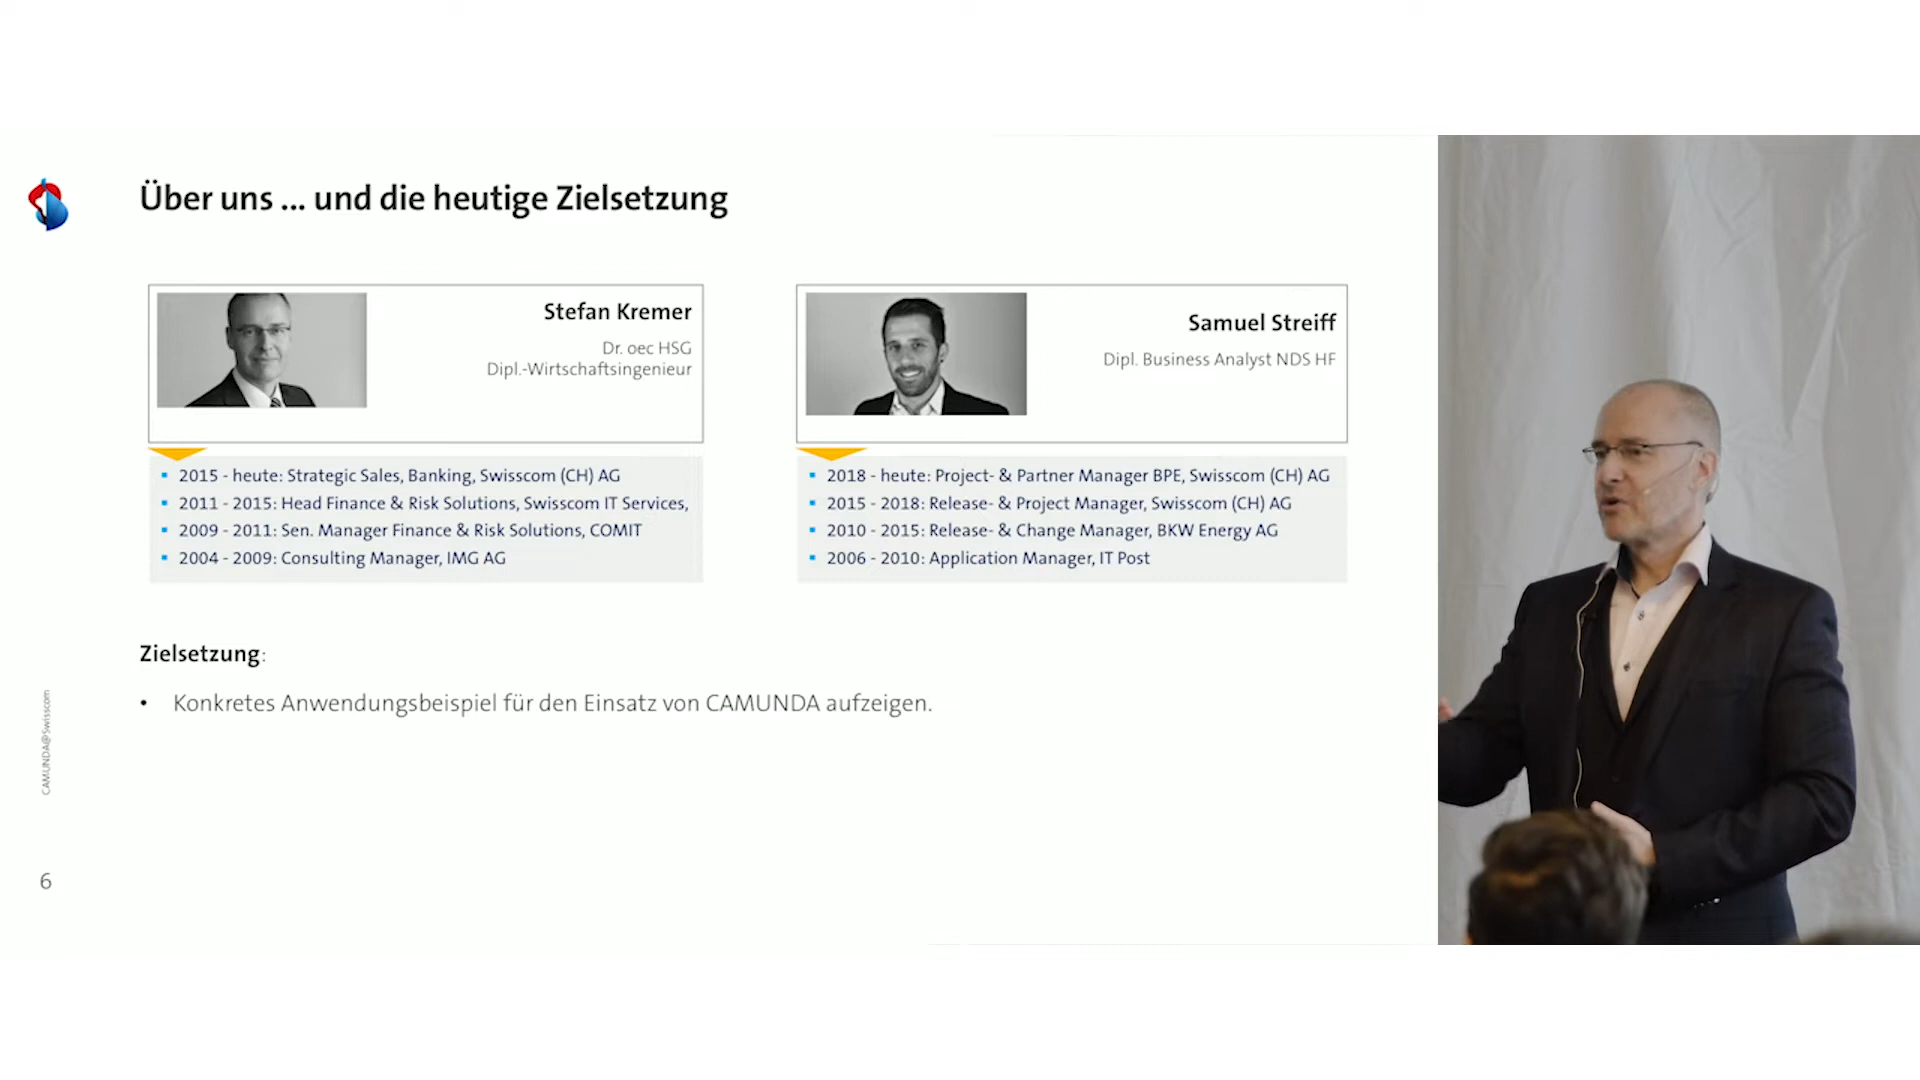 Über uns ... und die heutige Zielsetzung
Stefan Kremer
Dr. oec HSG
Dipl.-Wirtschaftsingenieur
▪ 2015 - heute: Strategic Sales, Banking, Swisscom (CH) AG
▪ 2011 - 2015: Head Finance & Risk Solutions, Swisscom IT Services,
▪ 2009 - 2011: Sen. Manager Finance & Risk Solutions, COMIT
▪ 2004 - 2009: Consulting Manager, IMG AG
Samuel Streiff
Dipl. Business Analyst NDS HF
▪ 2018 - heute: Project- & Partner Manager BPE, Swisscom (CH) AG
▪ 2015 - 2018: Release- & Project Manager, Swisscom (CH) AG
▪ 2010 - 2015: Release- & Change Manager, BKW Energy AG
▪ 2006 - 2010: Application Manager, IT Post
Zielsetzung:
• Konkretes Anwendungsbeispiel für den Einsatz von CAMUNDA aufzeigen.
CAMUNDA@Swisscom
6